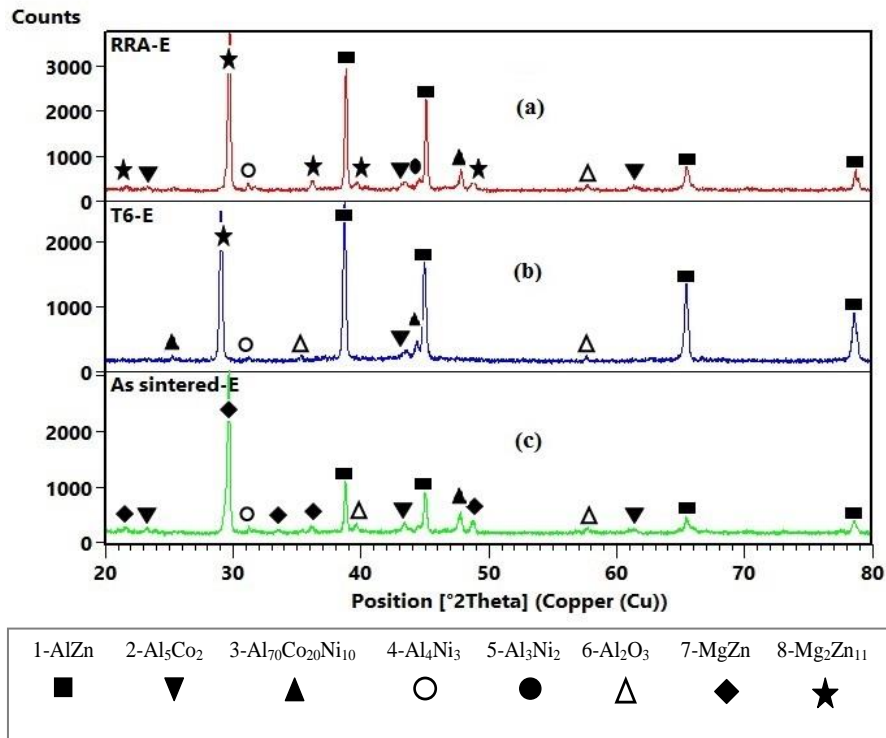 Counts
RRA-E
3000
(a)
2000
1000
0
T6-E
2000
(b)
1000
0
As sintered-E
2000
(c)
1000
0
20 30 40 50 60 70 80
Position [°2Theta] (Copper (Cu))
1-AlZn 2-Al₅Co₂ 3-Al₇₀Co₂₀Ni₁₀ 4-Al₄Ni₃ 5-Al₃Ni₂ 6-Al₂O₃ 7-MgZn 8-Mg₂Zn₁₁